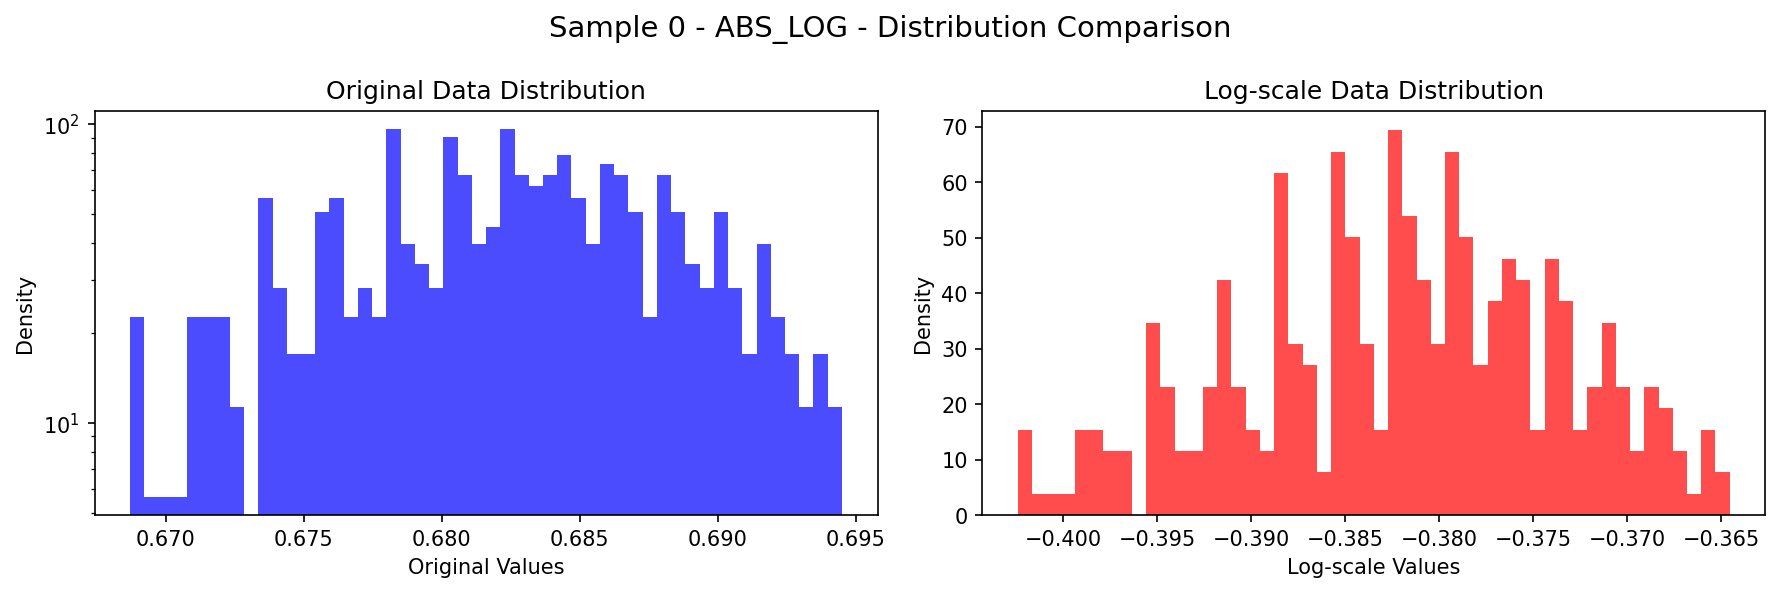 Sample 0 - ABS_LOG - Distribution Comparison
Original Data Distribution
10²
10¹
Density
0.670 0.675 0.680 0.685 0.690 0.695
Original Values
Log-scale Data Distribution
70
60
50
40
30
20
10
0
Density
−0.400 −0.395 −0.390 −0.385 −0.380 −0.375 −0.370 −0.365
Log-scale Values